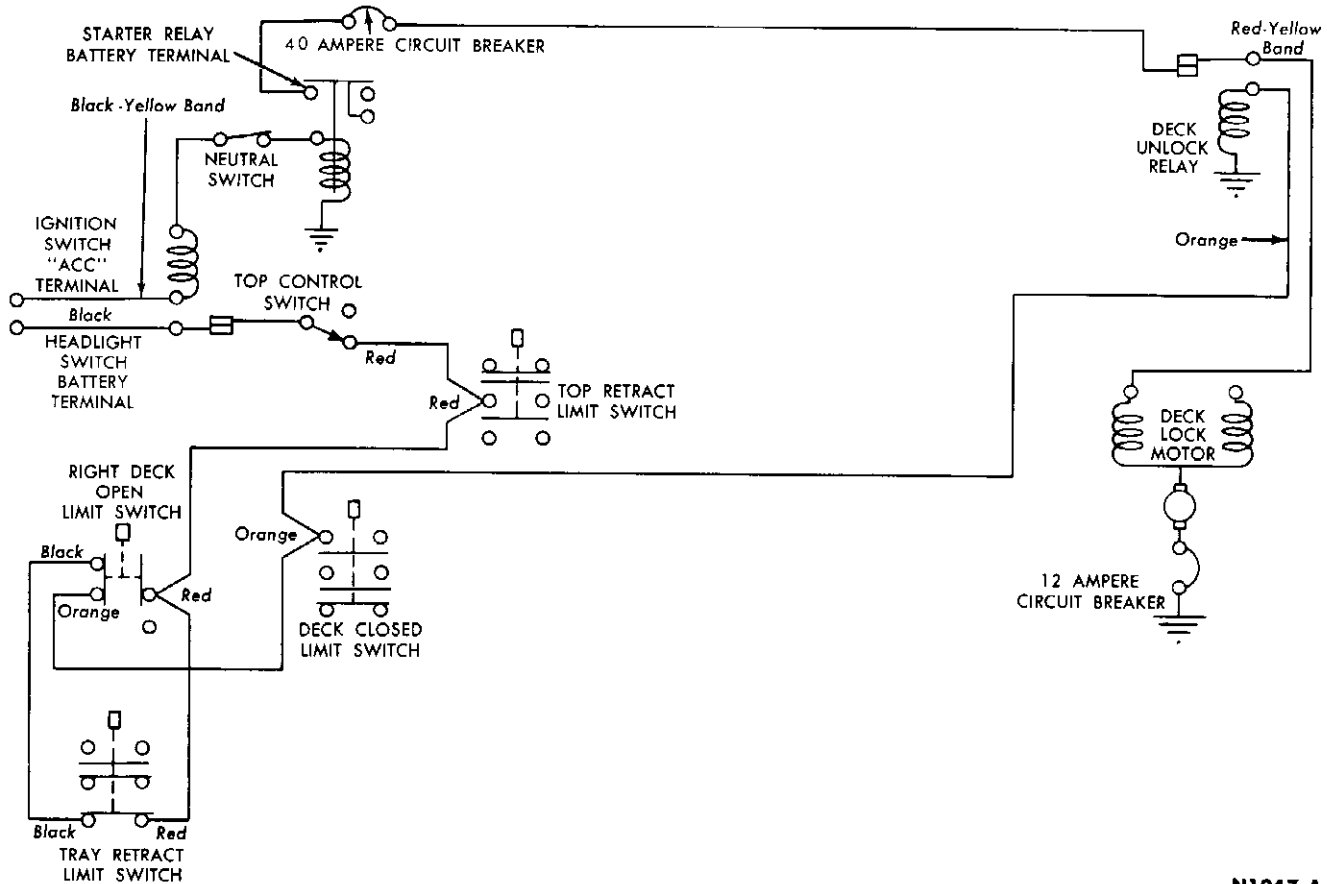 STARTER RELAY
BATTERY TERMINAL
40 AMPERE CIRCUIT BREAKER
Red-Yellow
Band
Black-Yellow Band
NEUTRAL
SWITCH
DECK
UNLOCK
RELAY
IGNITION
SWITCH
"ACC"
TERMINAL
Orange
TOP CONTROL
SWITCH
Black
HEADLIGHT
SWITCH
BATTERY
TERMINAL
Red
Red
TOP RETRACT
LIMIT SWITCH
DECK
LOCK
MOTOR
RIGHT DECK
OPEN
LIMIT SWITCH
Black
Orange
Red
Orange
DECK CLOSED
LIMIT SWITCH
12 AMPERE
CIRCUIT BREAKER
Black
Red
TRAY RETRACT
LIMIT SWITCH